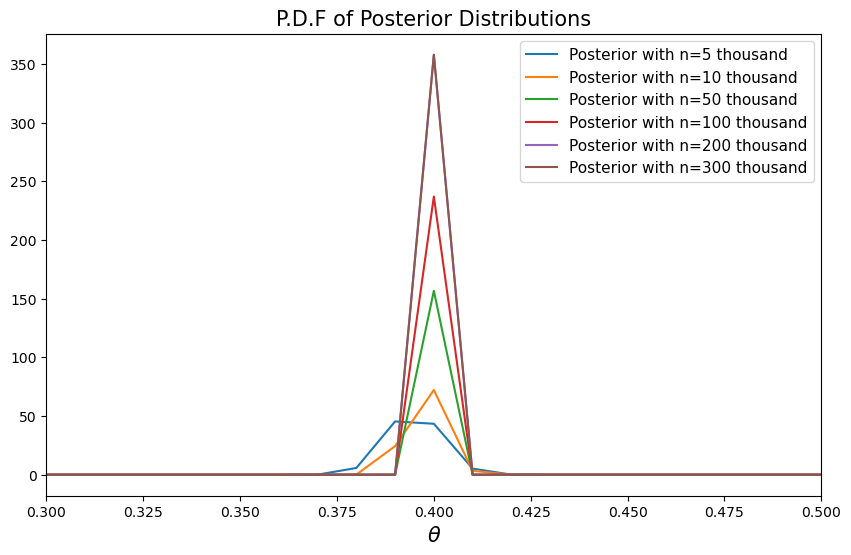 P.D.F of Posterior Distributions
Posterior with n=5 thousand
Posterior with n=10 thousand
Posterior with n=50 thousand
Posterior with n=100 thousand
Posterior with n=200 thousand
Posterior with n=300 thousand
350
300
250
200
150
100
50
0
0.300 0.325 0.350 0.375 0.400 0.425 0.450 0.475 0.500
θ